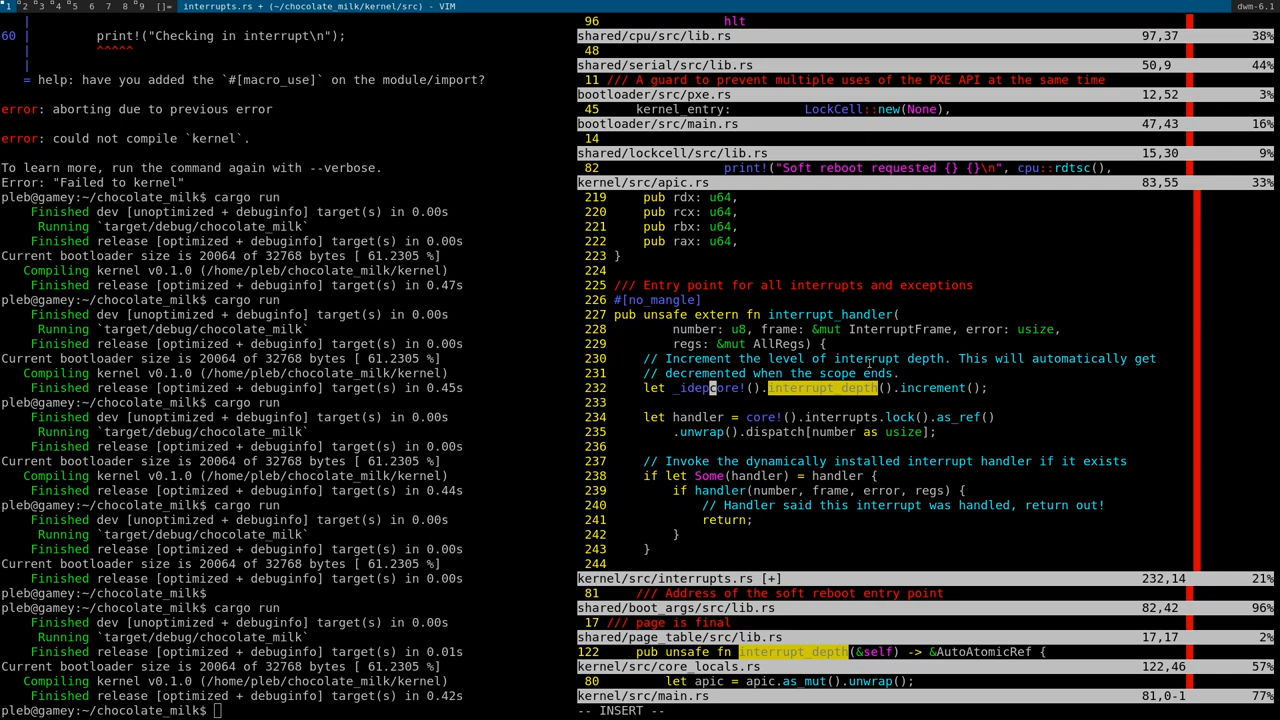 1 2 3 4 5 6 7 8 9 []= interrupts.rs + (~/chocolate_milk/kernel/src) - VIM dwm-6.1
|
60 | print!("Checking in interrupt\n");
| ^^^^^
|
= help: have you added the `#[macro_use]` on the module/import?
error: aborting due to previous error
error: could not compile `kernel`.
To learn more, run the command again with --verbose.
Error: "Failed to kernel"
pleb@gamey:~/chocolate_milk$ cargo run
Finished dev [unoptimized + debuginfo] target(s) in 0.00s
Running `target/debug/chocolate_milk`
Finished release [optimized + debuginfo] target(s) in 0.00s
Current bootloader size is 20064 of 32768 bytes [ 61.2305 %]
Compiling kernel v0.1.0 (/home/pleb/chocolate_milk/kernel)
Finished release [optimized + debuginfo] target(s) in 0.47s
pleb@gamey:~/chocolate_milk$ cargo run
Finished dev [unoptimized + debuginfo] target(s) in 0.00s
Running `target/debug/chocolate_milk`
Finished release [optimized + debuginfo] target(s) in 0.00s
Current bootloader size is 20064 of 32768 bytes [ 61.2305 %]
Compiling kernel v0.1.0 (/home/pleb/chocolate_milk/kernel)
Finished release [optimized + debuginfo] target(s) in 0.45s
pleb@gamey:~/chocolate_milk$ cargo run
Finished dev [unoptimized + debuginfo] target(s) in 0.00s
Running `target/debug/chocolate_milk`
Finished release [optimized + debuginfo] target(s) in 0.00s
Current bootloader size is 20064 of 32768 bytes [ 61.2305 %]
Compiling kernel v0.1.0 (/home/pleb/chocolate_milk/kernel)
Finished release [optimized + debuginfo] target(s) in 0.44s
pleb@gamey:~/chocolate_milk$ cargo run
Finished dev [unoptimized + debuginfo] target(s) in 0.00s
Running `target/debug/chocolate_milk`
Finished release [optimized + debuginfo] target(s) in 0.00s
Current bootloader size is 20064 of 32768 bytes [ 61.2305 %]
Finished release [optimized + debuginfo] target(s) in 0.00s
pleb@gamey:~/chocolate_milk$
pleb@gamey:~/chocolate_milk$ cargo run
Finished dev [unoptimized + debuginfo] target(s) in 0.00s
Running `target/debug/chocolate_milk`
Finished release [optimized + debuginfo] target(s) in 0.01s
Current bootloader size is 20064 of 32768 bytes [ 61.2305 %]
Compiling kernel v0.1.0 (/home/pleb/chocolate_milk/kernel)
Finished release [optimized + debuginfo] target(s) in 0.42s
pleb@gamey:~/chocolate_milk$
96 hlt
shared/cpu/src/lib.rs 97,37 38%
48
shared/serial/src/lib.rs 50,9 44%
11 /// A guard to prevent multiple uses of the PXE API at the same time
bootloader/src/pxe.rs 12,52 3%
45 kernel_entry: LockCell::new(None),
bootloader/src/main.rs 47,43 16%
14
shared/lockcell/src/lib.rs 15,30 9%
82 print!("Soft reboot requested {} {}\n", cpu::rdtsc(),
kernel/src/apic.rs 83,55 33%
219 pub rdx: u64,
220 pub rcx: u64,
221 pub rbx: u64,
222 pub rax: u64,
223 }
224
225 /// Entry point for all interrupts and exceptions
226 #[no_mangle]
227 pub unsafe extern fn interrupt_handler(
228 number: u8, frame: &mut InterruptFrame, error: usize,
229 regs: &mut AllRegs) {
230 // Increment the level of interrupt depth. This will automatically get
231 // decremented when the scope ends.
232 let _idepcore!().interrupt_depth().increment();
233
234 let handler = core!().interrupts.lock().as_ref()
235 .unwrap().dispatch[number as usize];
236
237 // Invoke the dynamically installed interrupt handler if it exists
238 if let Some(handler) = handler {
239 if handler(number, frame, error, regs) {
240 // Handler said this interrupt was handled, return out!
241 return;
242 }
243 }
244
kernel/src/interrupts.rs [+] 232,14 21%
81 /// Address of the soft reboot entry point
shared/boot_args/src/lib.rs 82,42 96%
17 /// page is final
shared/page_table/src/lib.rs 17,17 2%
122 pub unsafe fn interrupt_depth(&self) -> &AutoAtomicRef {
kernel/src/core_locals.rs 122,46 57%
80 let apic = apic.as_mut().unwrap();
kernel/src/main.rs 81,0-1 77%
-- INSERT --